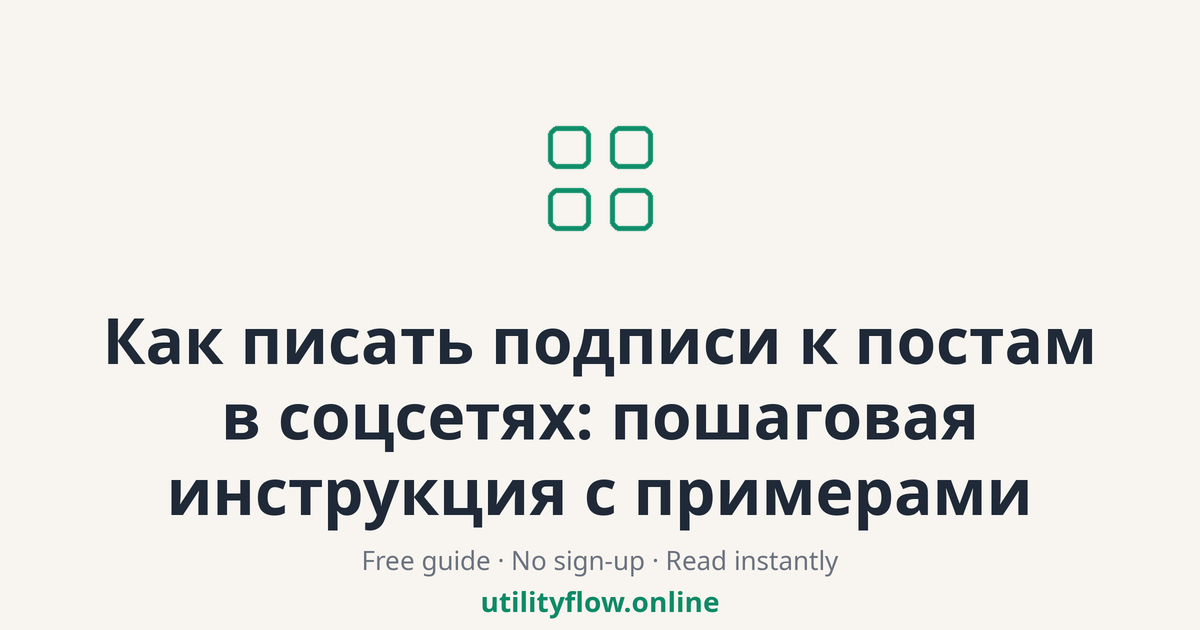 Как писать подписи к постам
в соцсетях: пошаговая
инструкция с примерами
Free guide · No sign-up · Read instantly
utilityflow.online